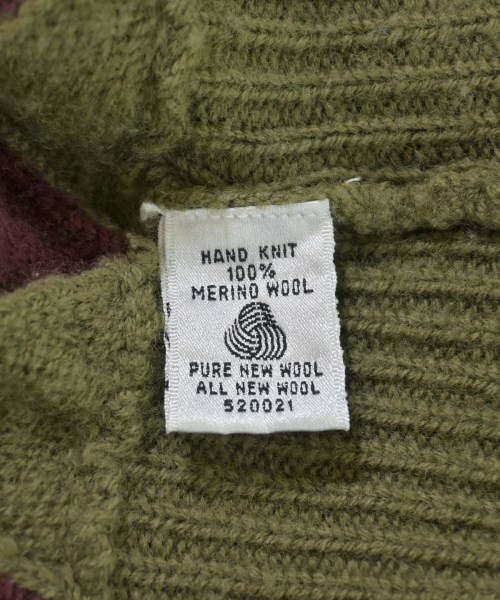 HAND KNIT
100%
MERINO WOOL
PURE NEW WOOL
ALL NEW WOOL
520021